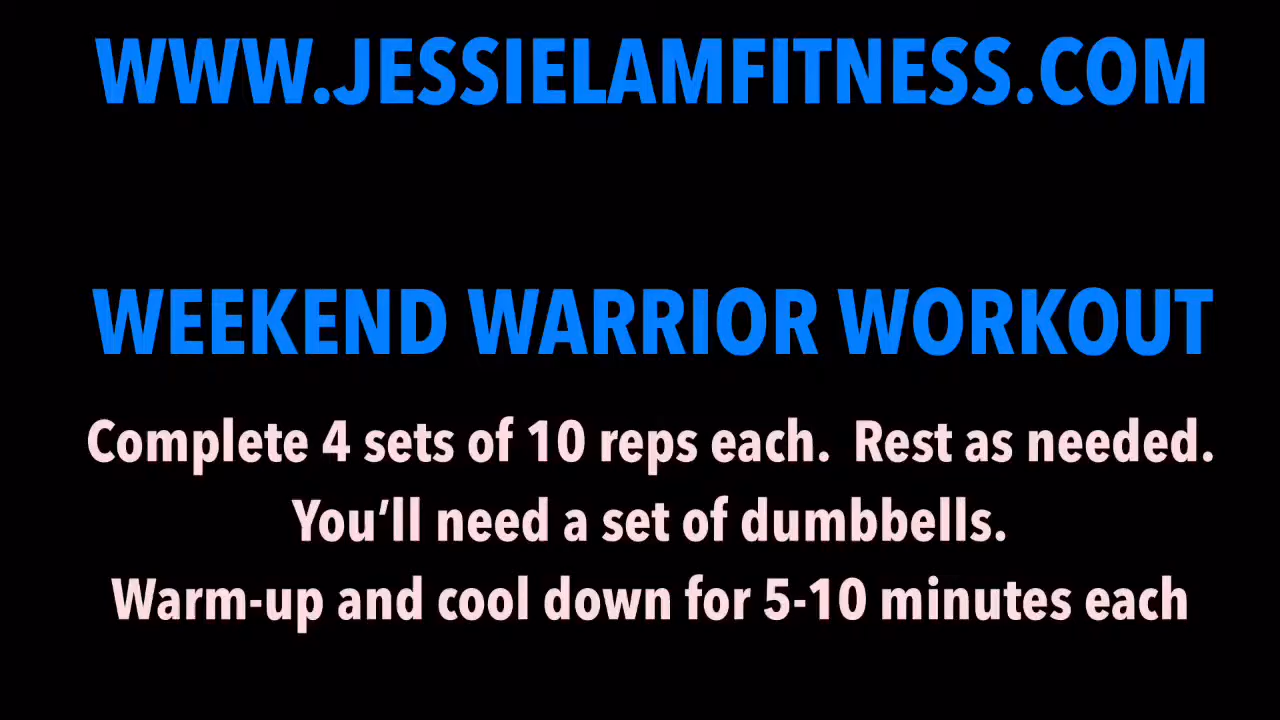 WWW.JESSIELAMFITNESS.COM
WEEKEND WARRIOR WORKOUT
Complete 4 sets of 10 reps each.  Rest as needed.
You’ll need a set of dumbbells.
Warm-up and cool down for 5-10 minutes each